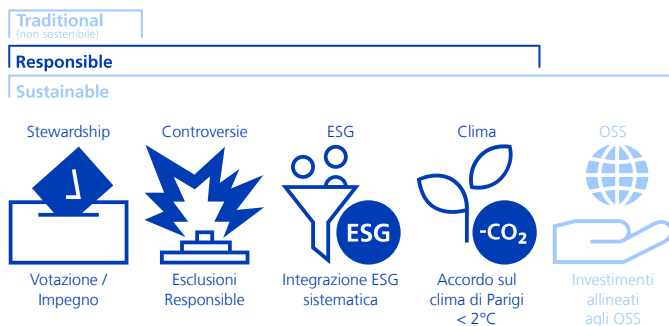 Traditional
(non sostenibile)
Responsible
Sustainable
Stewardship
Controversie
ESG
Clima
OSS
ESG
-CO₂
Votazione /
Impegno
Esclusioni
Responsible
Integrazione ESG
sistematica
Accordo sul
clima di Parigi
< 2°C
Investimenti
allineati
agli OSS